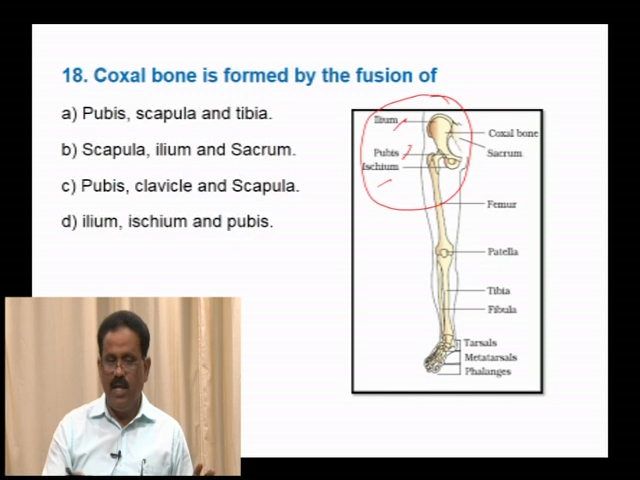 18. Coxal bone is formed by the fusion of
a) Pubis, scapula and tibia.
b) Scapula, ilium and Sacrum.
c) Pubis, clavicle and Scapula.
d) ilium, ischium and pubis.
Ilium
Pubis
Ischium
Coxal bone
Sacrum
Femur
Patella
Tibia
Fibula
Tarsals
Metatarsals
Phalanges